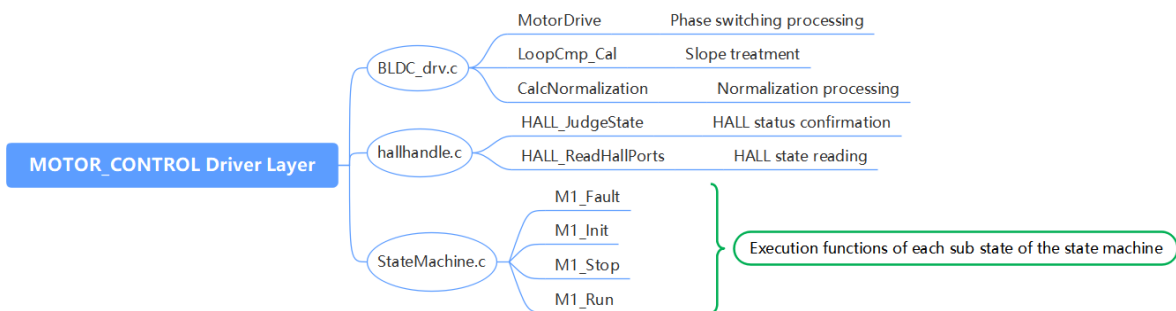 MotorDrive Phase switching processing
BLDC_drv.c
LoopCmp_Cal Slope treatment
CalcNormalization Normalization processing
HALL_JudgeState HALL status confirmation
MOTOR_CONTROL Driver Layer
hallhandle.c
HALL_ReadHallPorts HALL state reading
M1_Fault
M1_Init
StateMachine.c
M1_Stop
M1_Run
Execution functions of each sub state of the state machine